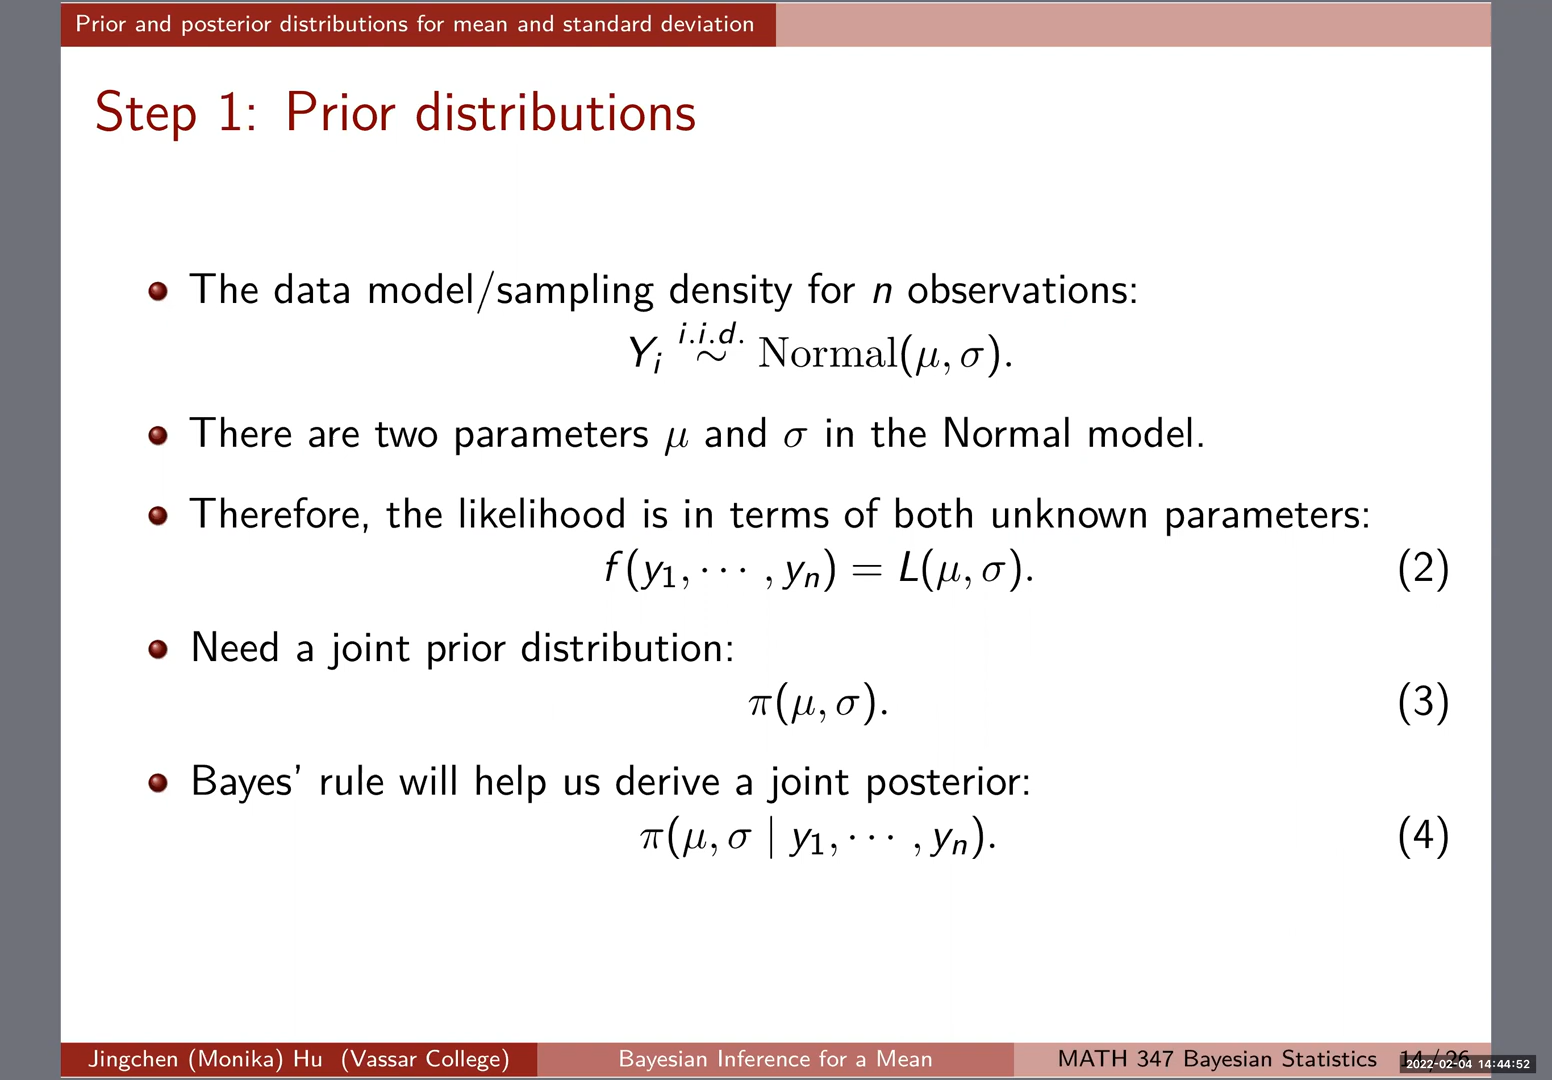 Prior and posterior distributions for mean and standard deviation
Step 1: Prior distributions
The data model/sampling density for n observations:
Y_i i.i.d. ∼ Normal(μ, σ).
There are two parameters μ and σ in the Normal model.
Therefore, the likelihood is in terms of both unknown parameters:
f(y_1, ⋯ , y_n) = L(μ, σ). (2)
Need a joint prior distribution:
π(μ, σ). (3)
Bayes' rule will help us derive a joint posterior:
π(μ, σ | y_1, ⋯ , y_n). (4)
Jingchen (Monika) Hu (Vassar College) Bayesian Inference for a Mean MATH 347 Bayesian Statistics 14 / 26
2022-02-04 14:44:52